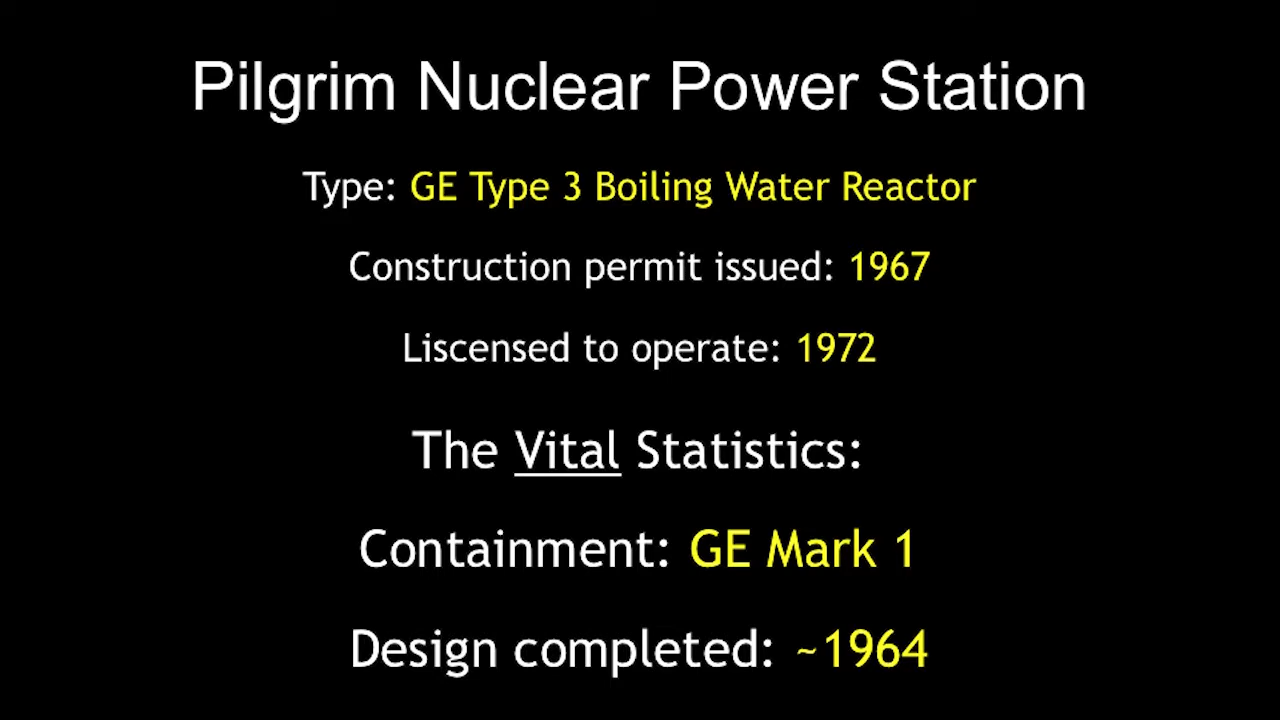 Pilgrim Nuclear Power Station
Type: GE Type 3 Boiling Water Reactor
Construction permit issued: 1967
Liscensed to operate: 1972
The Vital Statistics:
Containment: GE Mark 1
Design completed: ~1964